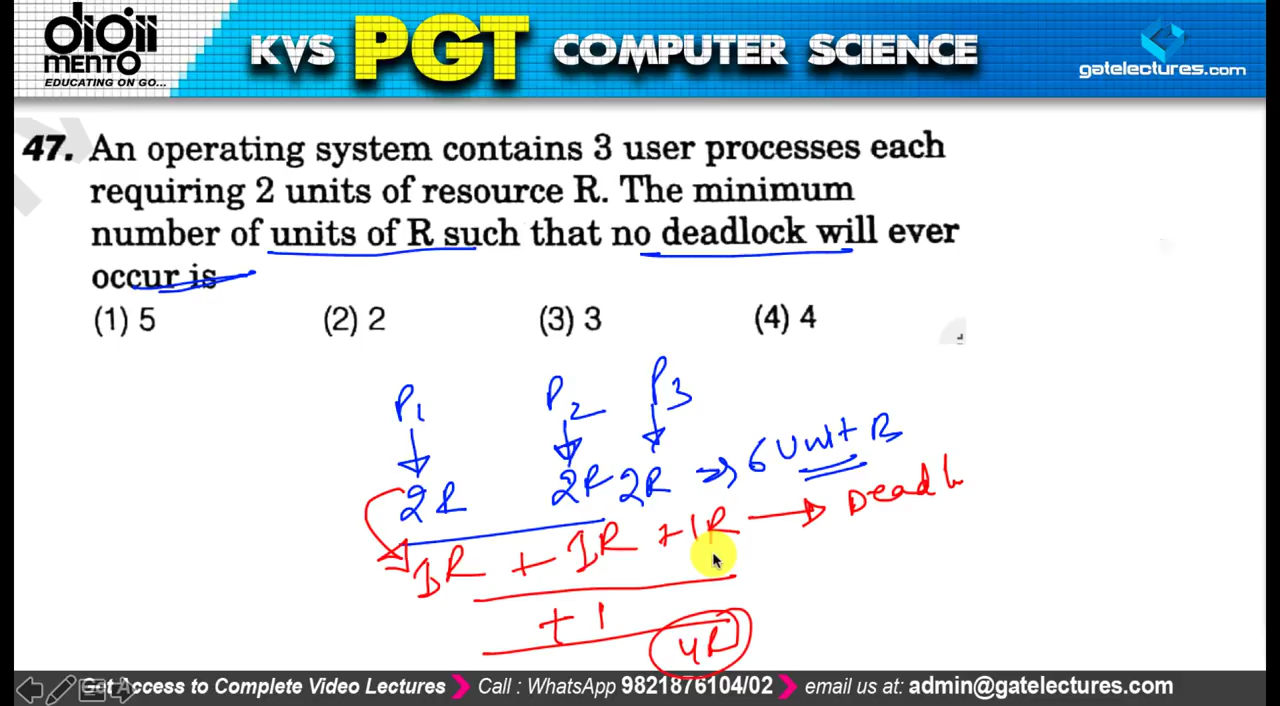 digii
MENTO
EDUCATING ON GO...
KVS PGT COMPUTER SCIENCE
gatelectures.com
47. An operating system contains 3 user processes each
requiring 2 units of resource R. The minimum
number of units of R such that no deadlock will ever
occur is
(1) 5 (2) 2 (3) 3 (4) 4
P1 P2 P3
2R 2R 2R => 6 Unit R
1R + 1R + 1R → Deadl
+ 1
4R
Get Access to Complete Video Lectures Call : WhatsApp 9821876104/02 email us at: admin@gatelectures.com